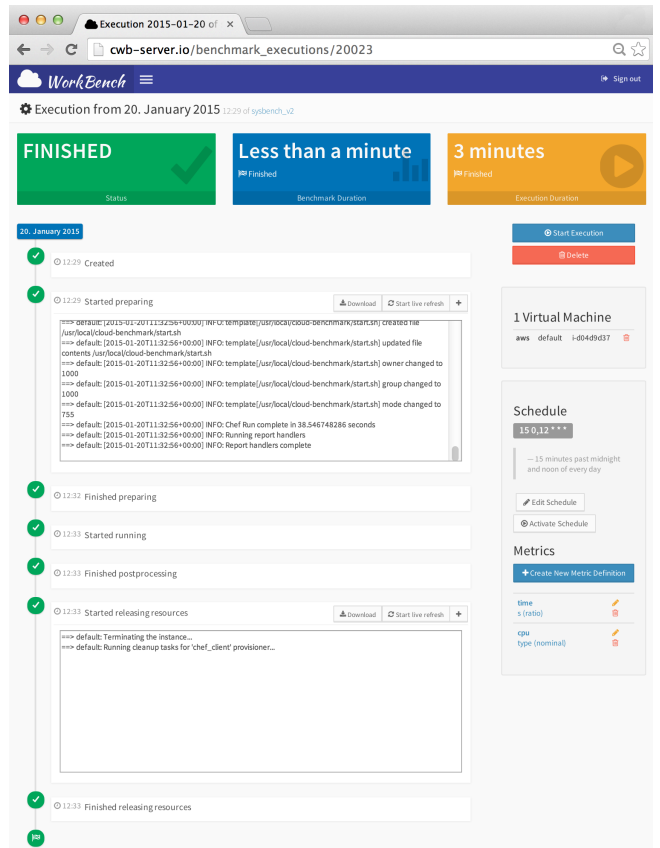 Execution 2015-01-20 of
cwb-server.io/benchmark_executions/20023
WorkBench
Sign out
Execution from 20. January 2015 12:29 of sysbench_v2
FINISHED
Status
Less than a minute
Finished
Benchmark Duration
3 minutes
Finished
Execution Duration
20. January 2015
12:29 Created
12:29 Started preparing
Download
Start live refresh
+
==> default: [2015-01-20T11:32:56+00:00] INFO: template[/usr/local/cloud-benchmark/start.sh] created file
/usr/local/cloud-benchmark/start.sh
==> default: [2015-01-20T11:32:56+00:00] INFO: template[/usr/local/cloud-benchmark/start.sh] updated file
contents /usr/local/cloud-benchmark/start.sh
==> default: [2015-01-20T11:32:56+00:00] INFO: template[/usr/local/cloud-benchmark/start.sh] owner changed to
1000
==> default: [2015-01-20T11:32:56+00:00] INFO: template[/usr/local/cloud-benchmark/start.sh] group changed to
1000
==> default: [2015-01-20T11:32:56+00:00] INFO: template[/usr/local/cloud-benchmark/start.sh] mode changed to
755
==> default: [2015-01-20T11:32:56+00:00] INFO: Chef Run complete in 38.546748286 seconds
==> default: [2015-01-20T11:32:56+00:00] INFO: Running report handlers
==> default: [2015-01-20T11:32:56+00:00] INFO: Report handlers complete
12:32 Finished preparing
12:33 Started running
12:33 Finished postprocessing
12:33 Started releasing resources
Download
Start live refresh
+
==> default: Terminating the instance...
==> default: Running cleanup tasks for 'chef_client' provisioner...
12:33 Finished releasing resources
Start Execution
Delete
1 Virtual Machine
aws default i-d04d9d37
Schedule
15 0,12 * * *
— 15 minutes past midnight
and noon of every day
Edit Schedule
Activate Schedule
Metrics
+ Create New Metric Definition
time
s (ratio)
cpu
type (nominal)